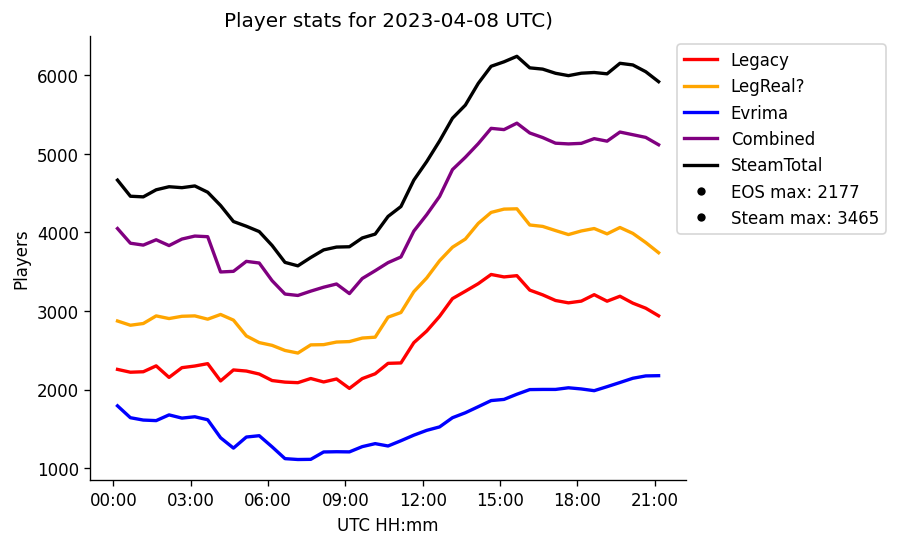 Player stats for 2023-04-08 UTC)
Players
6000
5000
4000
3000
2000
1000
00:00 03:00 06:00 09:00 12:00 15:00 18:00 21:00
UTC HH:mm
Legacy
LegReal?
Evrima
Combined
SteamTotal
EOS max: 2177
Steam max: 3465